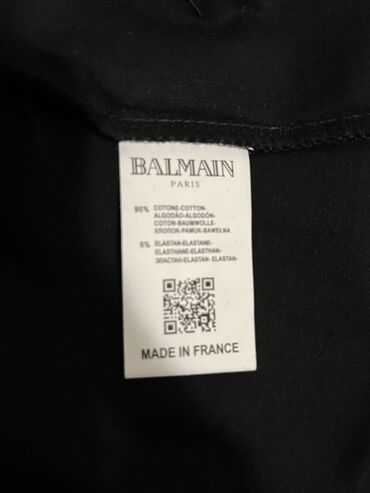 BALMAIN
PARIS
95% COTONE-COTTON-
ALGODÃO-ALGODÓN-
COTON-BAUMWOLLE-
ХЛОПОК-PAMUK-BAWELNA
5% ELASTAN-ELASTANE-
ELASTHANE-ELASTHAN-
ЭЛАСТАН-ELASTAN- ELASTAN-
MADE IN FRANCE